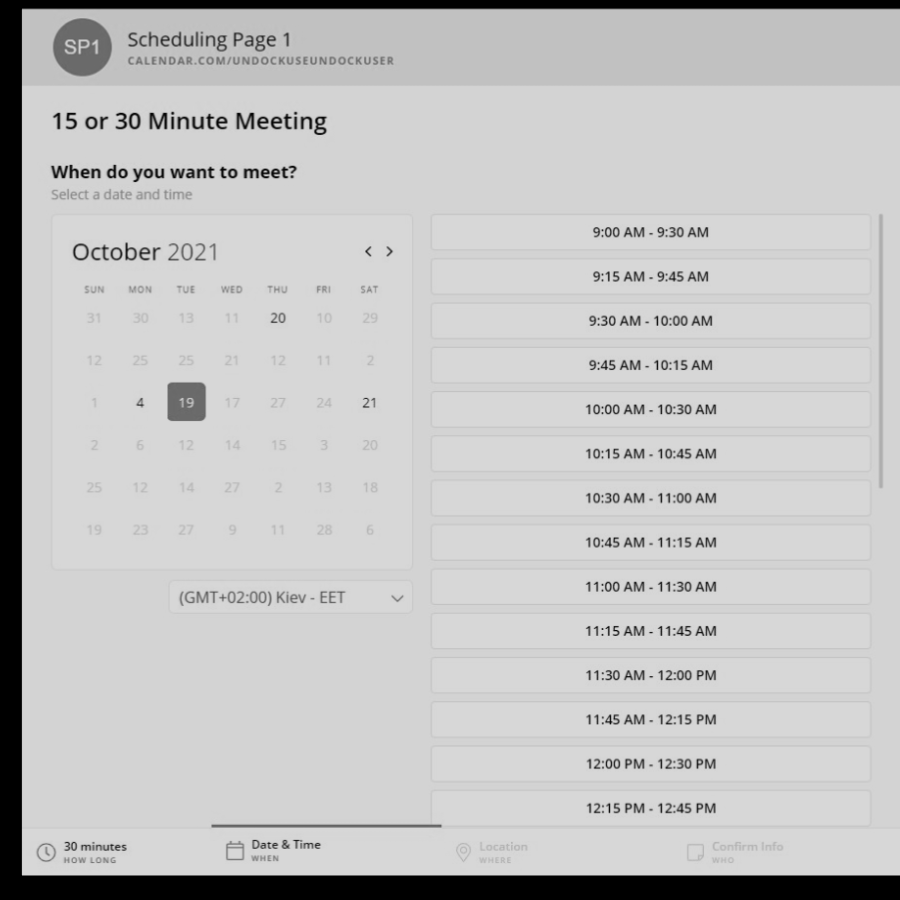 SP1
Scheduling Page 1
CALENDAR.COM/UNDOCKUSEUNDOCKUSER
15 or 30 Minute Meeting
When do you want to meet?
Select a date and time
October 2021
SUN MON TUE WED THU FRI SAT
31 30 13 11 20 10 29
12 25 25 21 12 11 2
1 4 19 17 27 24 21
2 6 12 14 15 3 20
25 12 14 27 2 13 18
19 23 27 9 11 28 6
(GMT+02:00) Kiev - EET
9:00 AM - 9:30 AM
9:15 AM - 9:45 AM
9:30 AM - 10:00 AM
9:45 AM - 10:15 AM
10:00 AM - 10:30 AM
10:15 AM - 10:45 AM
10:30 AM - 11:00 AM
10:45 AM - 11:15 AM
11:00 AM - 11:30 AM
11:15 AM - 11:45 AM
11:30 AM - 12:00 PM
11:45 AM - 12:15 PM
12:00 PM - 12:30 PM
12:15 PM - 12:45 PM
30 minutes
HOW LONG
Date & Time
WHEN
Location
WHERE
Confirm Info
WHO